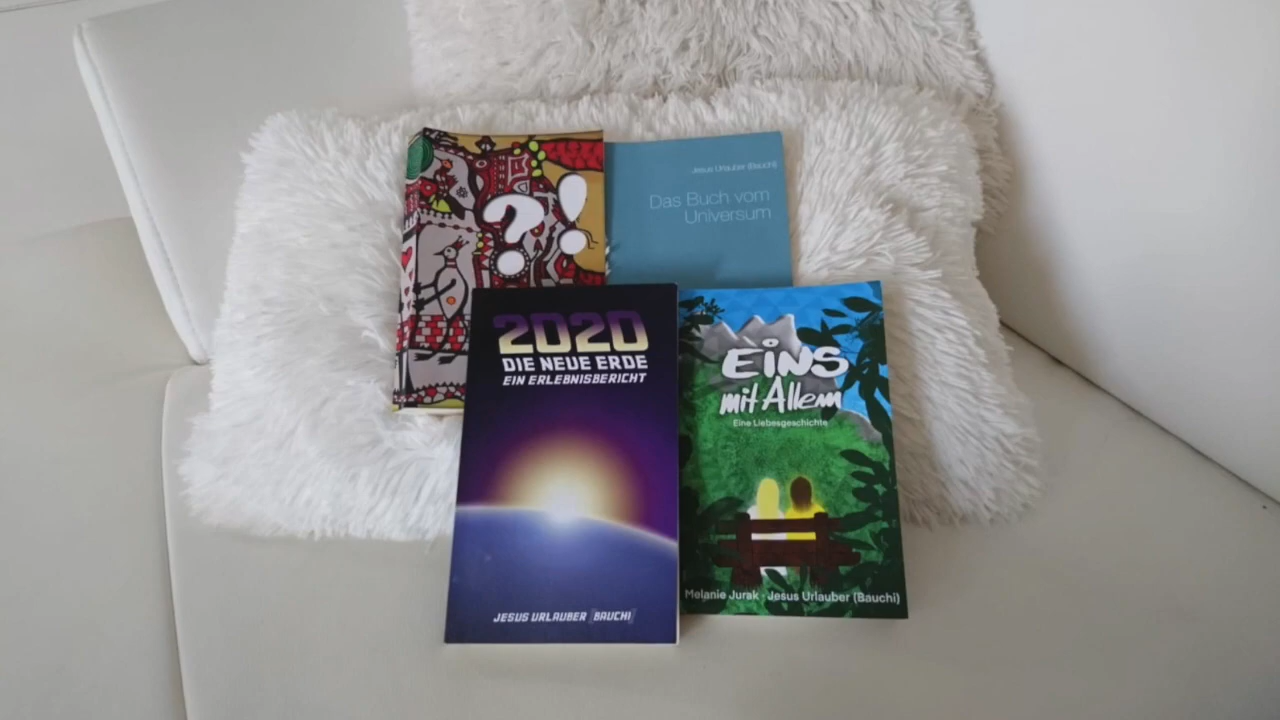 ?!
Jesus Urlauber (Bauchi)
Das Buch vom
Universum
2020
DIE NEUE ERDE
EIN ERLEBNISBERICHT
JESUS URLAUBER (BAUCHI)
EiNS
mit Allem
Eine Liebesgeschichte
Melanie Jurak · Jesus Urlauber (Bauchi)